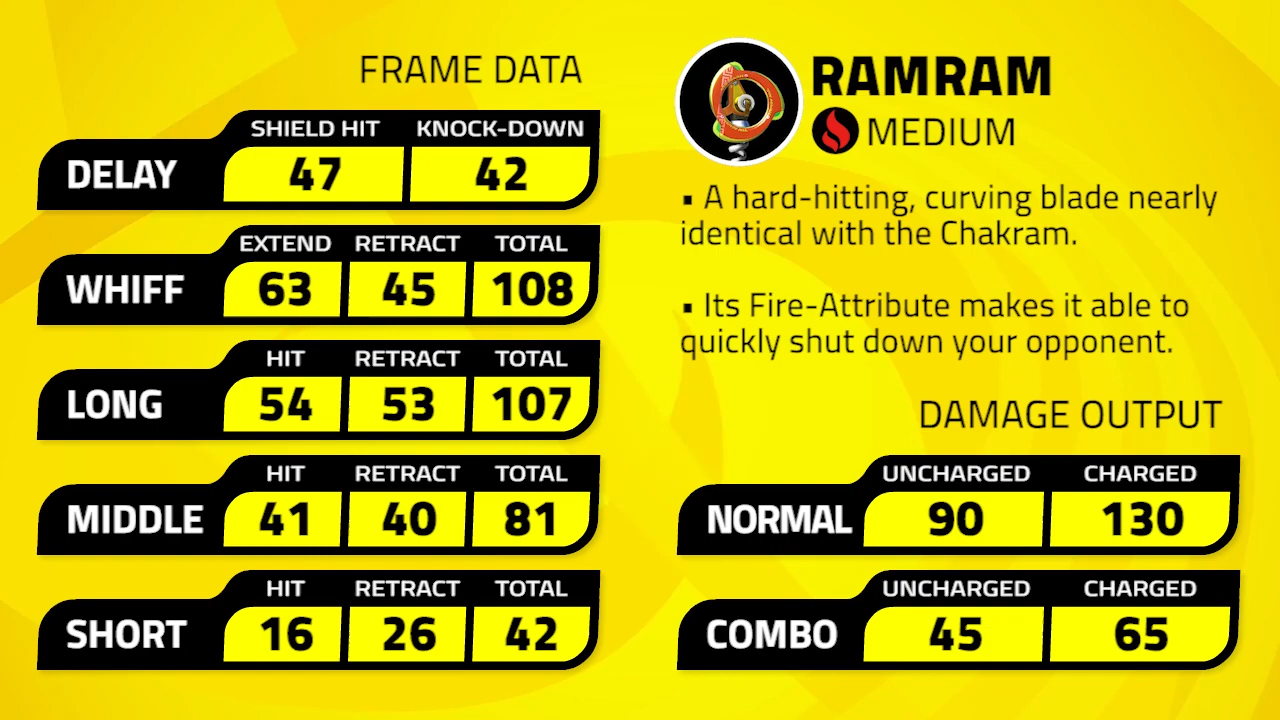 FRAME DATA
SHIELD HIT KNOCK-DOWN
DELAY 47 42
EXTEND RETRACT TOTAL
WHIFF 63 45 108
HIT RETRACT TOTAL
LONG 54 53 107
HIT RETRACT TOTAL
MIDDLE 41 40 81
HIT RETRACT TOTAL
SHORT 16 26 42
RAMRAM
MEDIUM
▪ A hard-hitting, curving blade nearly
identical with the Chakram.
▪ Its Fire-Attribute makes it able to
quickly shut down your opponent.
DAMAGE OUTPUT
UNCHARGED CHARGED
NORMAL 90 130
UNCHARGED CHARGED
COMBO 45 65